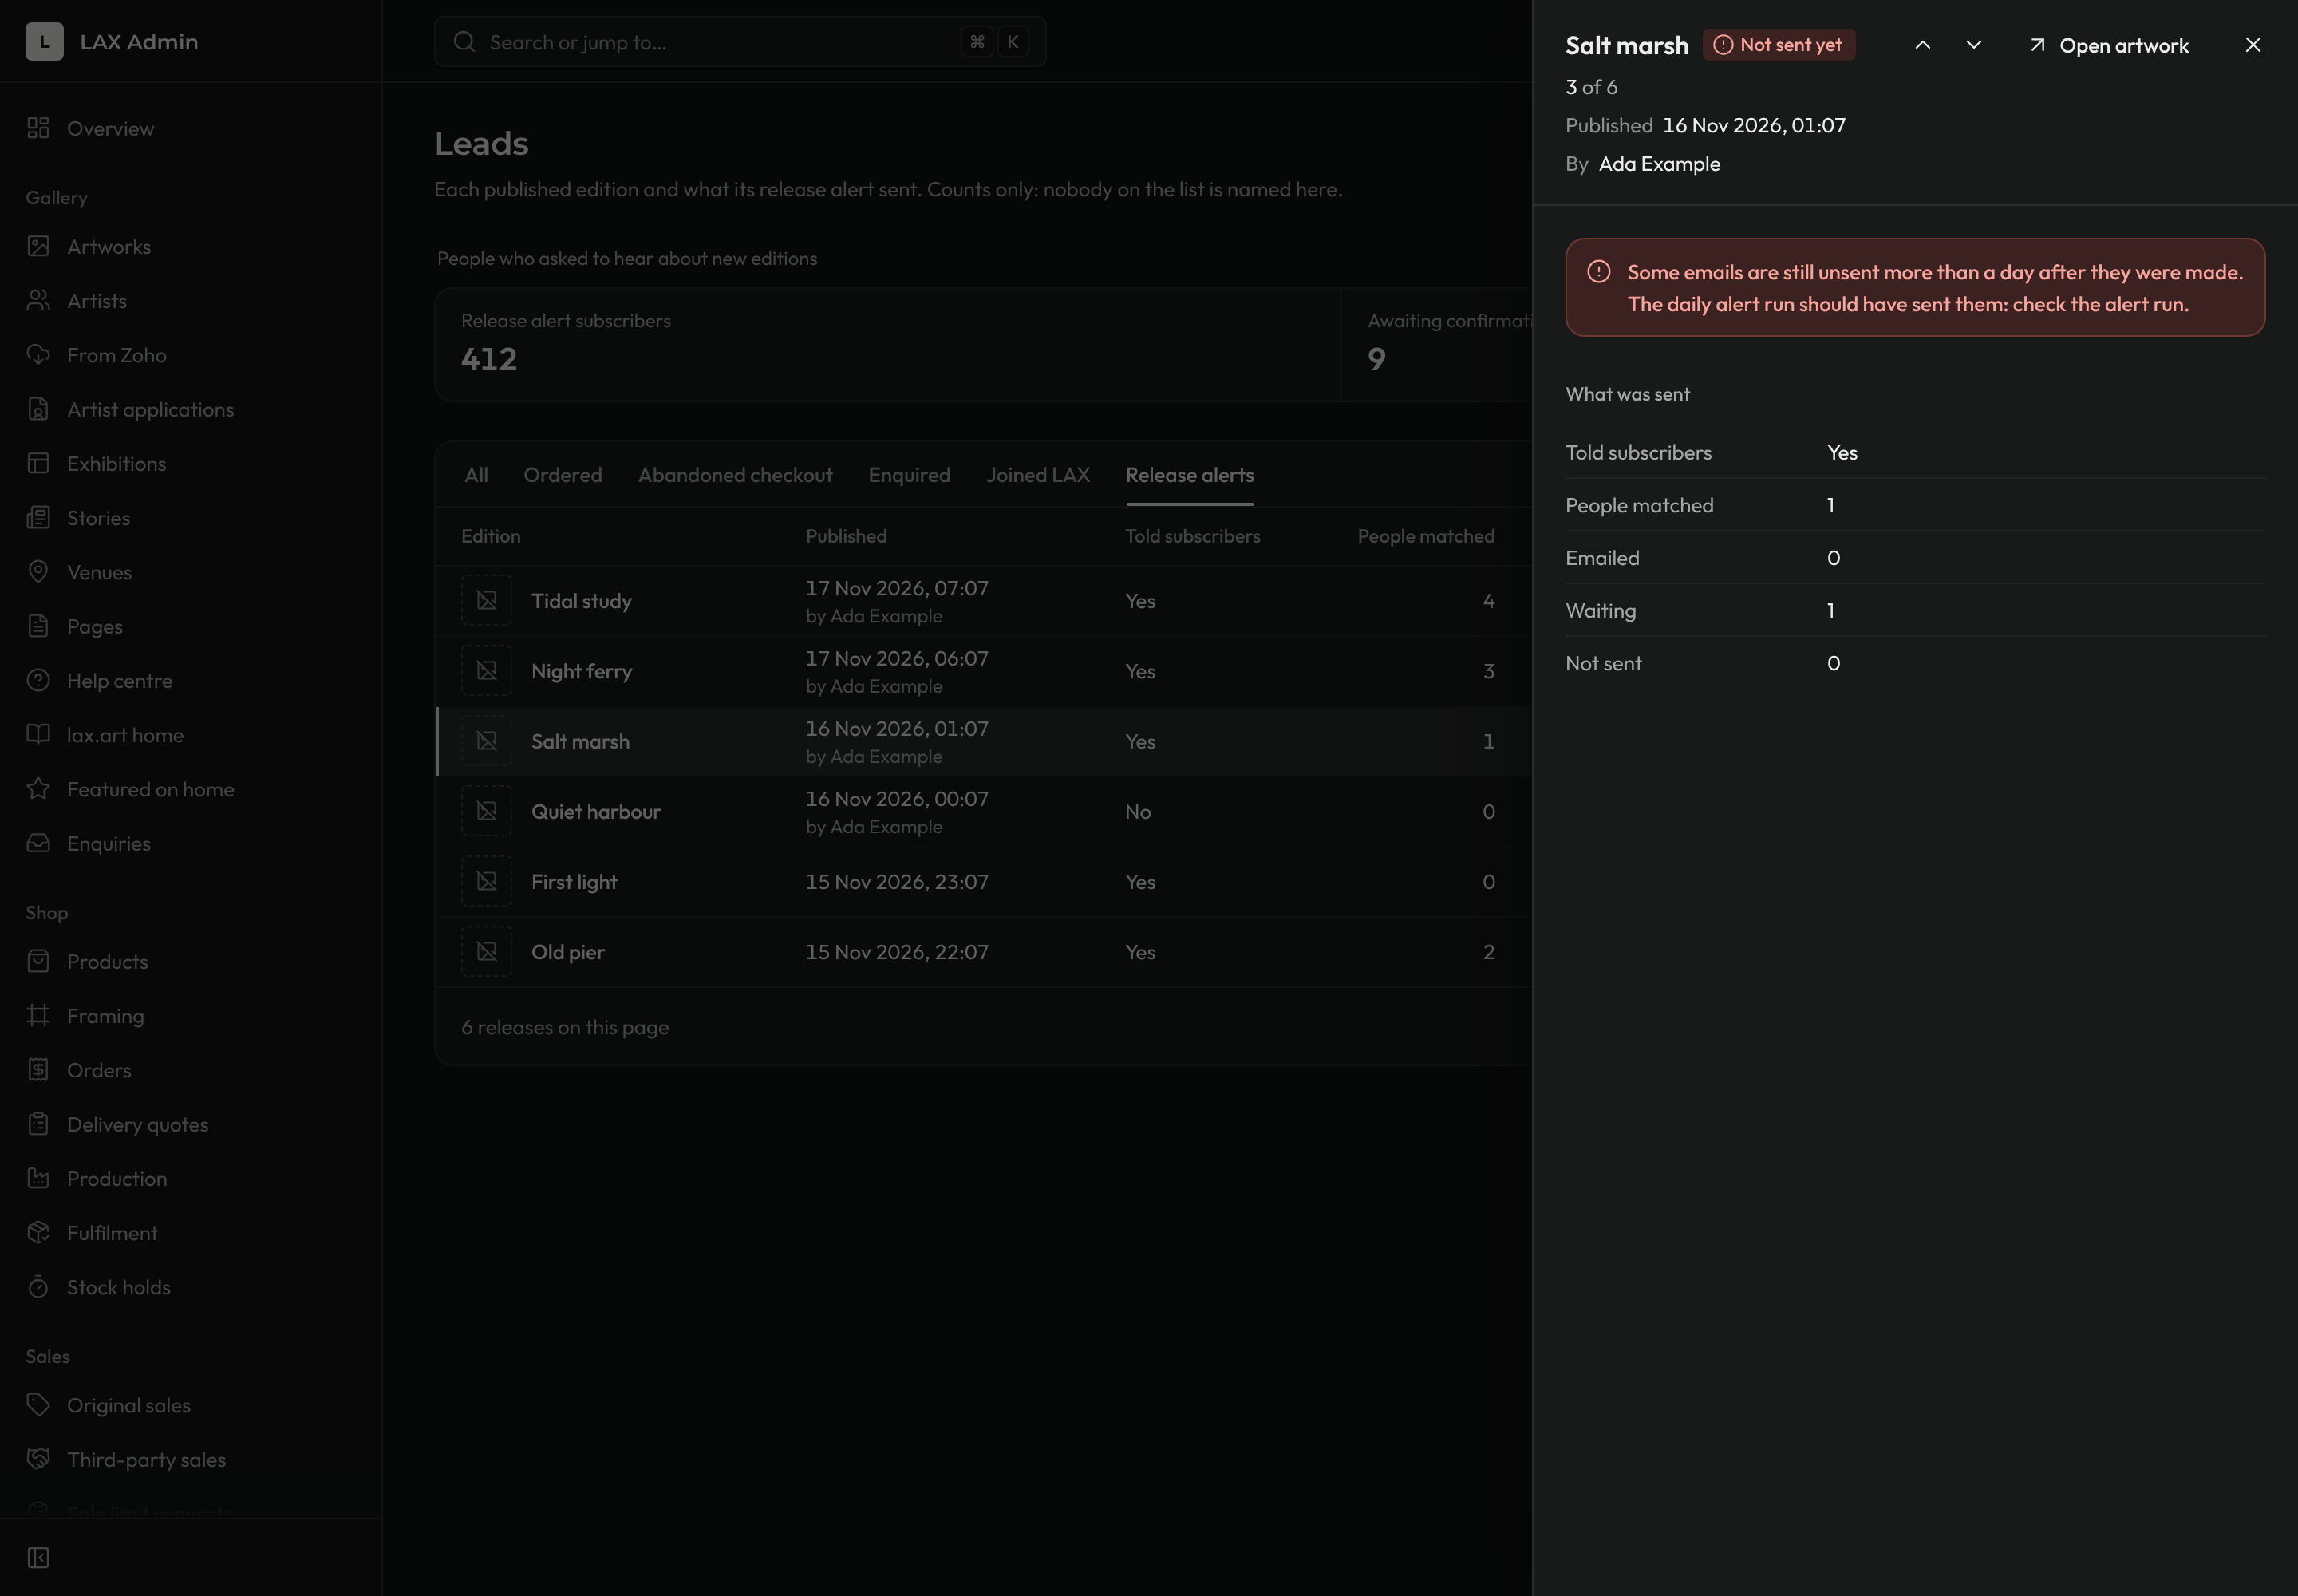 L LAX Admin
Search or jump to...
⌘ K
Overview
Gallery
Artworks
Artists
From Zoho
Artist applications
Exhibitions
Stories
Venues
Pages
Help centre
lax.art home
Featured on home
Enquiries
Shop
Products
Framing
Orders
Delivery quotes
Production
Fulfilment
Stock holds
Sales
Original sales
Third-party sales
Sale limit requests
Leads
Each published edition and what its release alert sent. Counts only: nobody on the list is named here.
People who asked to hear about new editions
Release alert subscribers
412
Awaiting confirmati
9
All Ordered Abandoned checkout Enquired Joined LAX Release alerts
Edition Published Told subscribers People matched
Tidal study 17 Nov 2026, 07:07 Yes 4
by Ada Example
Night ferry 17 Nov 2026, 06:07 Yes 3
by Ada Example
Salt marsh 16 Nov 2026, 01:07 Yes 1
by Ada Example
Quiet harbour 16 Nov 2026, 00:07 No 0
by Ada Example
First light 15 Nov 2026, 23:07 Yes 0
Old pier 15 Nov 2026, 22:07 Yes 2
6 releases on this page
Salt marsh Not sent yet Open artwork
3 of 6
Published 16 Nov 2026, 01:07
By Ada Example
Some emails are still unsent more than a day after they were made.
The daily alert run should have sent them: check the alert run.
What was sent
Told subscribers Yes
People matched 1
Emailed 0
Waiting 1
Not sent 0